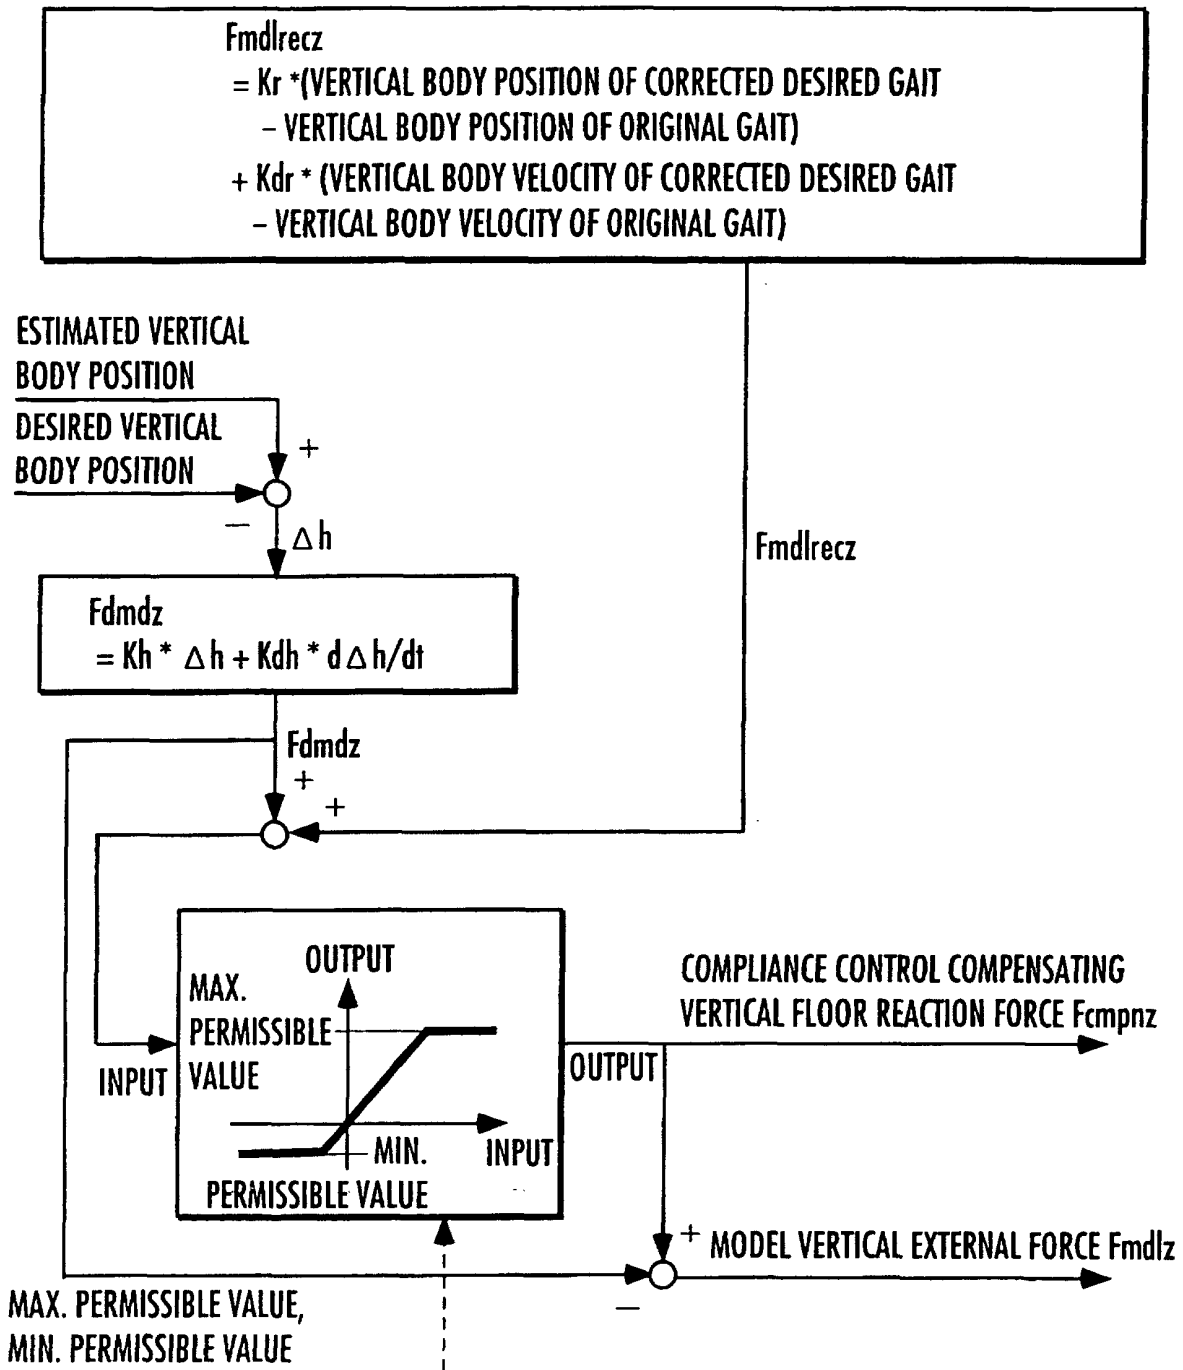 Fmdlrecz
= Kr *(VERTICAL BODY POSITION OF CORRECTED DESIRED GAIT
– VERTICAL BODY POSITION OF ORIGINAL GAIT)
+ Kdr * (VERTICAL BODY VELOCITY OF CORRECTED DESIRED GAIT
– VERTICAL BODY VELOCITY OF ORIGINAL GAIT)
ESTIMATED VERTICAL
BODY POSITION
DESIRED VERTICAL
BODY POSITION
+
–
Δh
Fmdlrecz
Fdmdz
= Kh * Δh + Kdh * dΔh/dt
Fdmdz
+
+
OUTPUT
MAX.
PERMISSIBLE
VALUE
INPUT
MIN.
PERMISSIBLE VALUE
INPUT
OUTPUT
COMPLIANCE CONTROL COMPENSATING
VERTICAL FLOOR REACTION FORCE Fcmpnz
+
–
MODEL VERTICAL EXTERNAL FORCE Fmdlz
MAX. PERMISSIBLE VALUE,
MIN. PERMISSIBLE VALUE